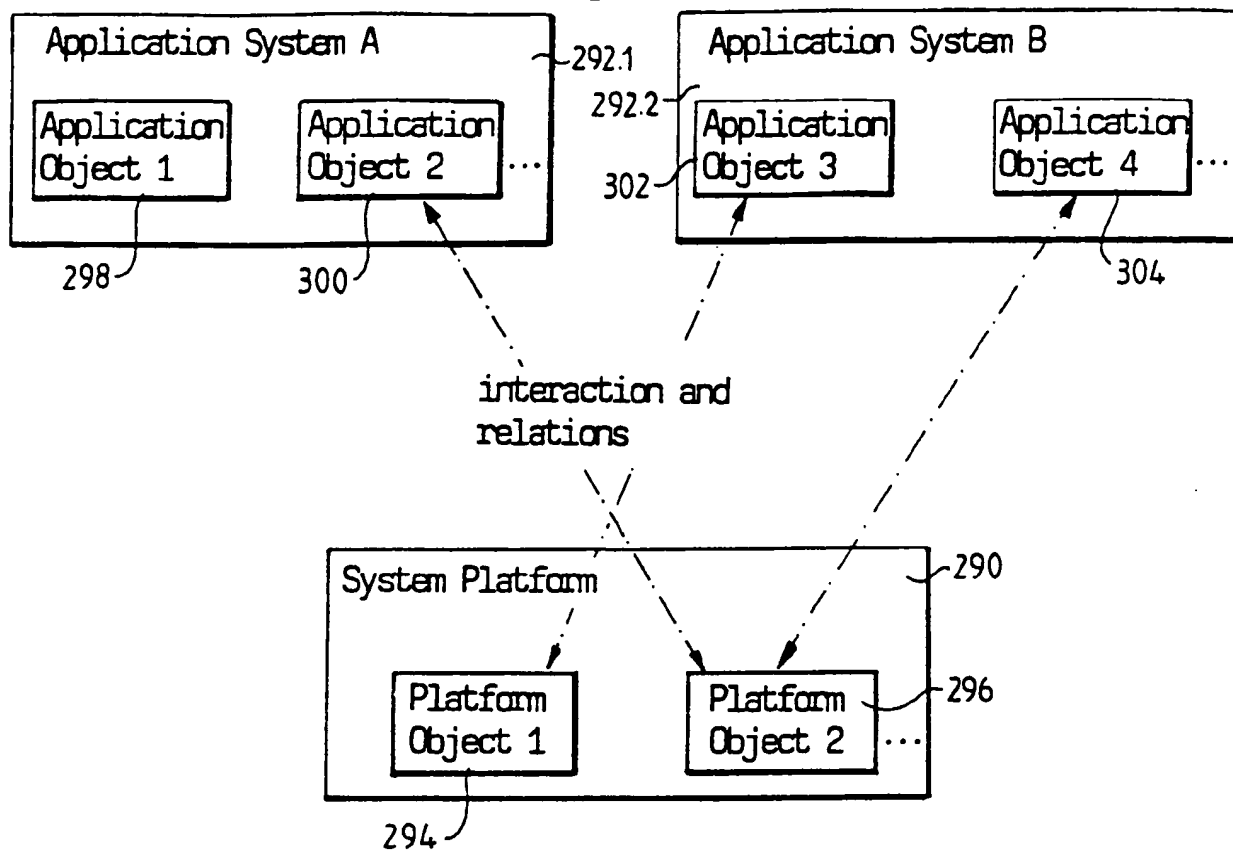 Application System A
292.1
Application
Object 1
298
Application
Object 2
...
300
Application System B
292.2
Application
Object 3
302
Application
Object 4
...
304
interaction and
relations
System Platform
290
Platform
Object 1
294
Platform
Object 2
...
296